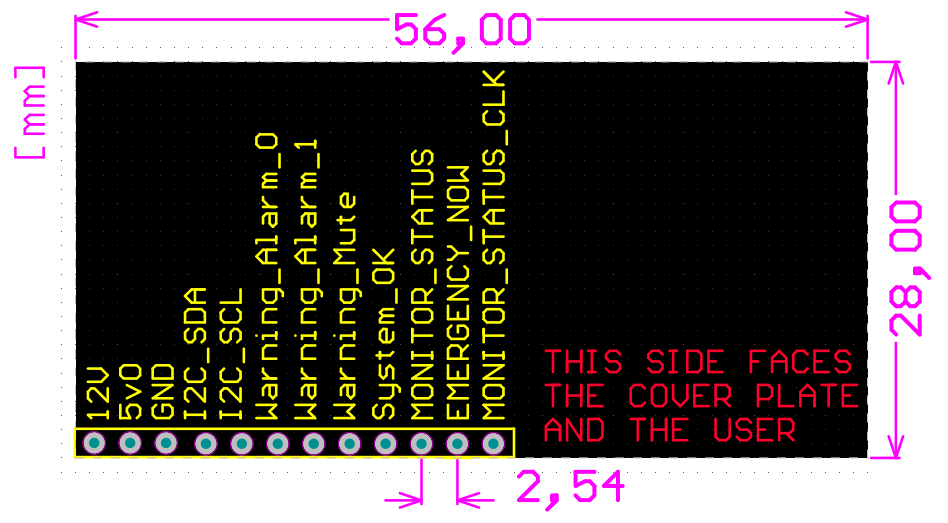 56,00
[mm]
28,00
12V
5v0
GND
I2C_SDA
I2C_SCL
Warning_Alarm_0
Warning_Alarm_1
Warning_Mute
System_OK
MONITOR_STATUS
EMERGENCY_NOW
MONITOR_STATUS_CLK
THIS SIDE FACES
THE COVER PLATE
AND THE USER
2,54